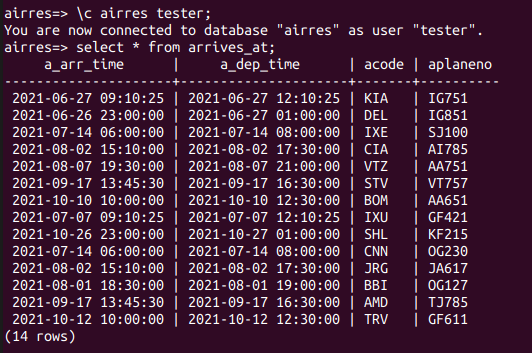 airres=> \c airres tester;
You are now connected to database "airres" as user "tester".
airres=> select * from arrives_at;
     a_arr_time      |     a_dep_time      | acode | aplaneno
---------------------+---------------------+-------+----------
 2021-06-27 09:10:25 | 2021-06-27 12:10:25 | KIA   | IG751
 2021-06-26 23:00:00 | 2021-06-27 01:00:00 | DEL   | IG851
 2021-07-14 06:00:00 | 2021-07-14 08:00:00 | IXE   | SJ100
 2021-08-02 15:10:00 | 2021-08-02 17:30:00 | CIA   | AI785
 2021-08-07 19:30:00 | 2021-08-07 21:00:00 | VTZ   | AA751
 2021-09-17 13:45:30 | 2021-09-17 16:30:00 | STV   | VT757
 2021-10-10 10:00:00 | 2021-10-10 12:30:00 | BOM   | AA651
 2021-07-07 09:10:25 | 2021-07-07 12:10:25 | IXU   | GF421
 2021-10-26 23:00:00 | 2021-10-27 01:00:00 | SHL   | KF215
 2021-07-14 06:00:00 | 2021-07-14 08:00:00 | CNN   | OG230
 2021-08-02 15:10:00 | 2021-08-02 17:30:00 | JRG   | JA617
 2021-08-01 18:30:00 | 2021-08-01 19:00:00 | BBI   | OG127
 2021-09-17 13:45:30 | 2021-09-17 16:30:00 | AMD   | TJ785
 2021-10-12 10:00:00 | 2021-10-12 12:30:00 | TRV   | GF611
(14 rows)